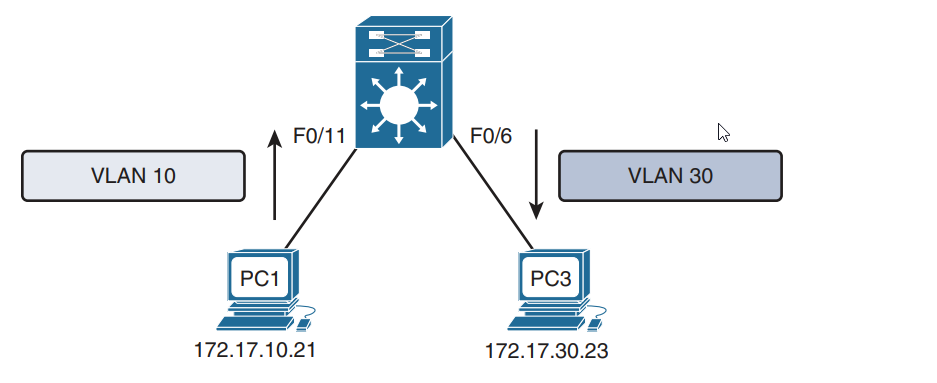 F0/11
F0/6
VLAN 10
VLAN 30
PC1
PC3
172.17.10.21
172.17.30.23